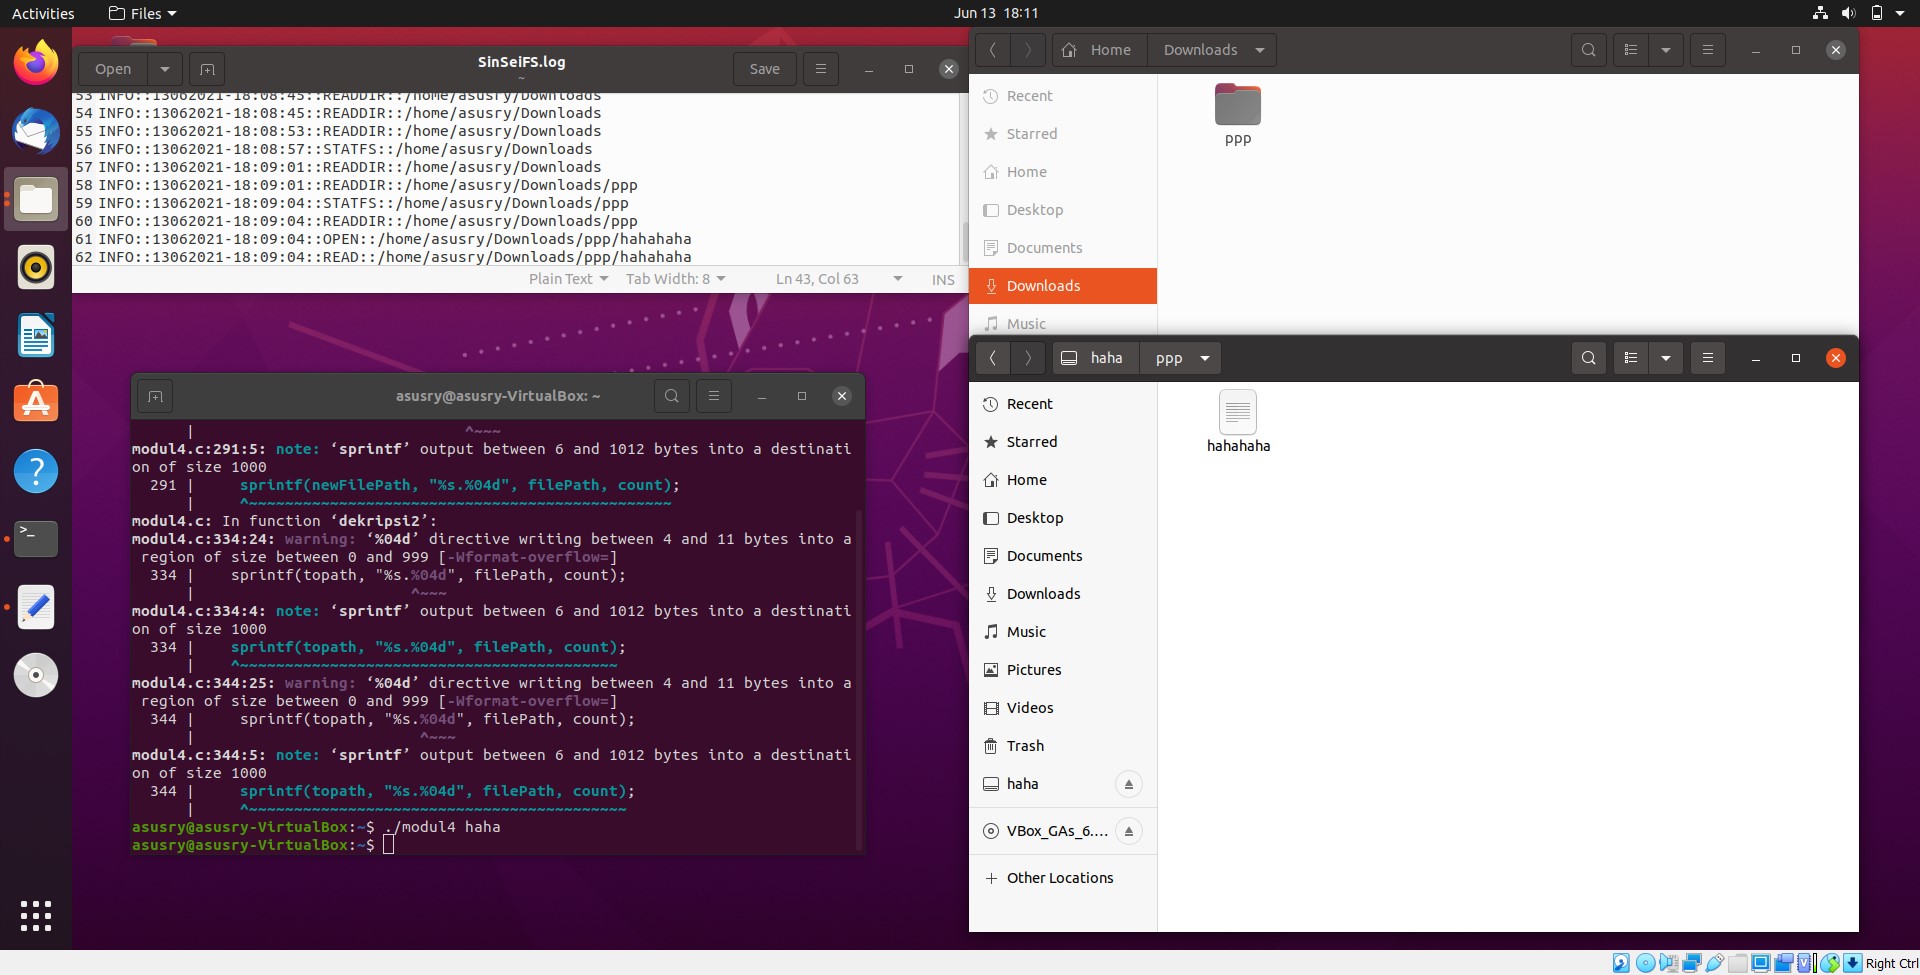 Activities
Files
Jun 13 18:11
Open
SinSeiFS.log
~
Save
53 INFO::13062021-18:08:45::READDIR::/home/asusry/Downloads
54 INFO::13062021-18:08:45::READDIR::/home/asusry/Downloads
55 INFO::13062021-18:08:53::READDIR::/home/asusry/Downloads
56 INFO::13062021-18:08:57::STATFS::/home/asusry/Downloads
57 INFO::13062021-18:09:01::READDIR::/home/asusry/Downloads
58 INFO::13062021-18:09:01::READDIR::/home/asusry/Downloads/ppp
59 INFO::13062021-18:09:04::STATFS::/home/asusry/Downloads/ppp
60 INFO::13062021-18:09:04::READDIR::/home/asusry/Downloads/ppp
61 INFO::13062021-18:09:04::OPEN::/home/asusry/Downloads/ppp/hahahaha
62 INFO::13062021-18:09:04::READ::/home/asusry/Downloads/ppp/hahahaha
Plain Text Tab Width: 8 Ln 43, Col 63 INS
asusry@asusry-VirtualBox: ~
| ^~~~
modul4.c:291:5: note: ‘sprintf’ output between 6 and 1012 bytes into a destinati
on of size 1000
291 | sprintf(newFilePath, "%s.%04d", filePath, count);
| ^~~~~~~~~~~~~~~~~~~~~~~~~~~~~~~~~~~~~~~~~~~~~~~~
modul4.c: In function ‘dekripsi2’:
modul4.c:334:24: warning: ‘%04d’ directive writing between 4 and 11 bytes into a
region of size between 0 and 999 [-Wformat-overflow=]
334 | sprintf(topath, "%s.%04d", filePath, count);
| ^~~~
modul4.c:334:4: note: ‘sprintf’ output between 6 and 1012 bytes into a destinati
on of size 1000
334 | sprintf(topath, "%s.%04d", filePath, count);
| ^~~~~~~~~~~~~~~~~~~~~~~~~~~~~~~~~~~~~~~~~~~
modul4.c:344:25: warning: ‘%04d’ directive writing between 4 and 11 bytes into a
region of size between 0 and 999 [-Wformat-overflow=]
344 | sprintf(topath, "%s.%04d", filePath, count);
| ^~~~
modul4.c:344:5: note: ‘sprintf’ output between 6 and 1012 bytes into a destinati
on of size 1000
344 | sprintf(topath, "%s.%04d", filePath, count);
| ^~~~~~~~~~~~~~~~~~~~~~~~~~~~~~~~~~~~~~~~~~~
asusry@asusry-VirtualBox:~$ ./modul4 haha
asusry@asusry-VirtualBox:~$
Home Downloads
Recent
Starred
Home
Desktop
Documents
Downloads
Music
ppp
haha ppp
Recent
Starred
Home
Desktop
Documents
Downloads
Music
Pictures
Videos
Trash
haha
VBox_GAs_6....
Other Locations
hahahaha
Right Ctrl